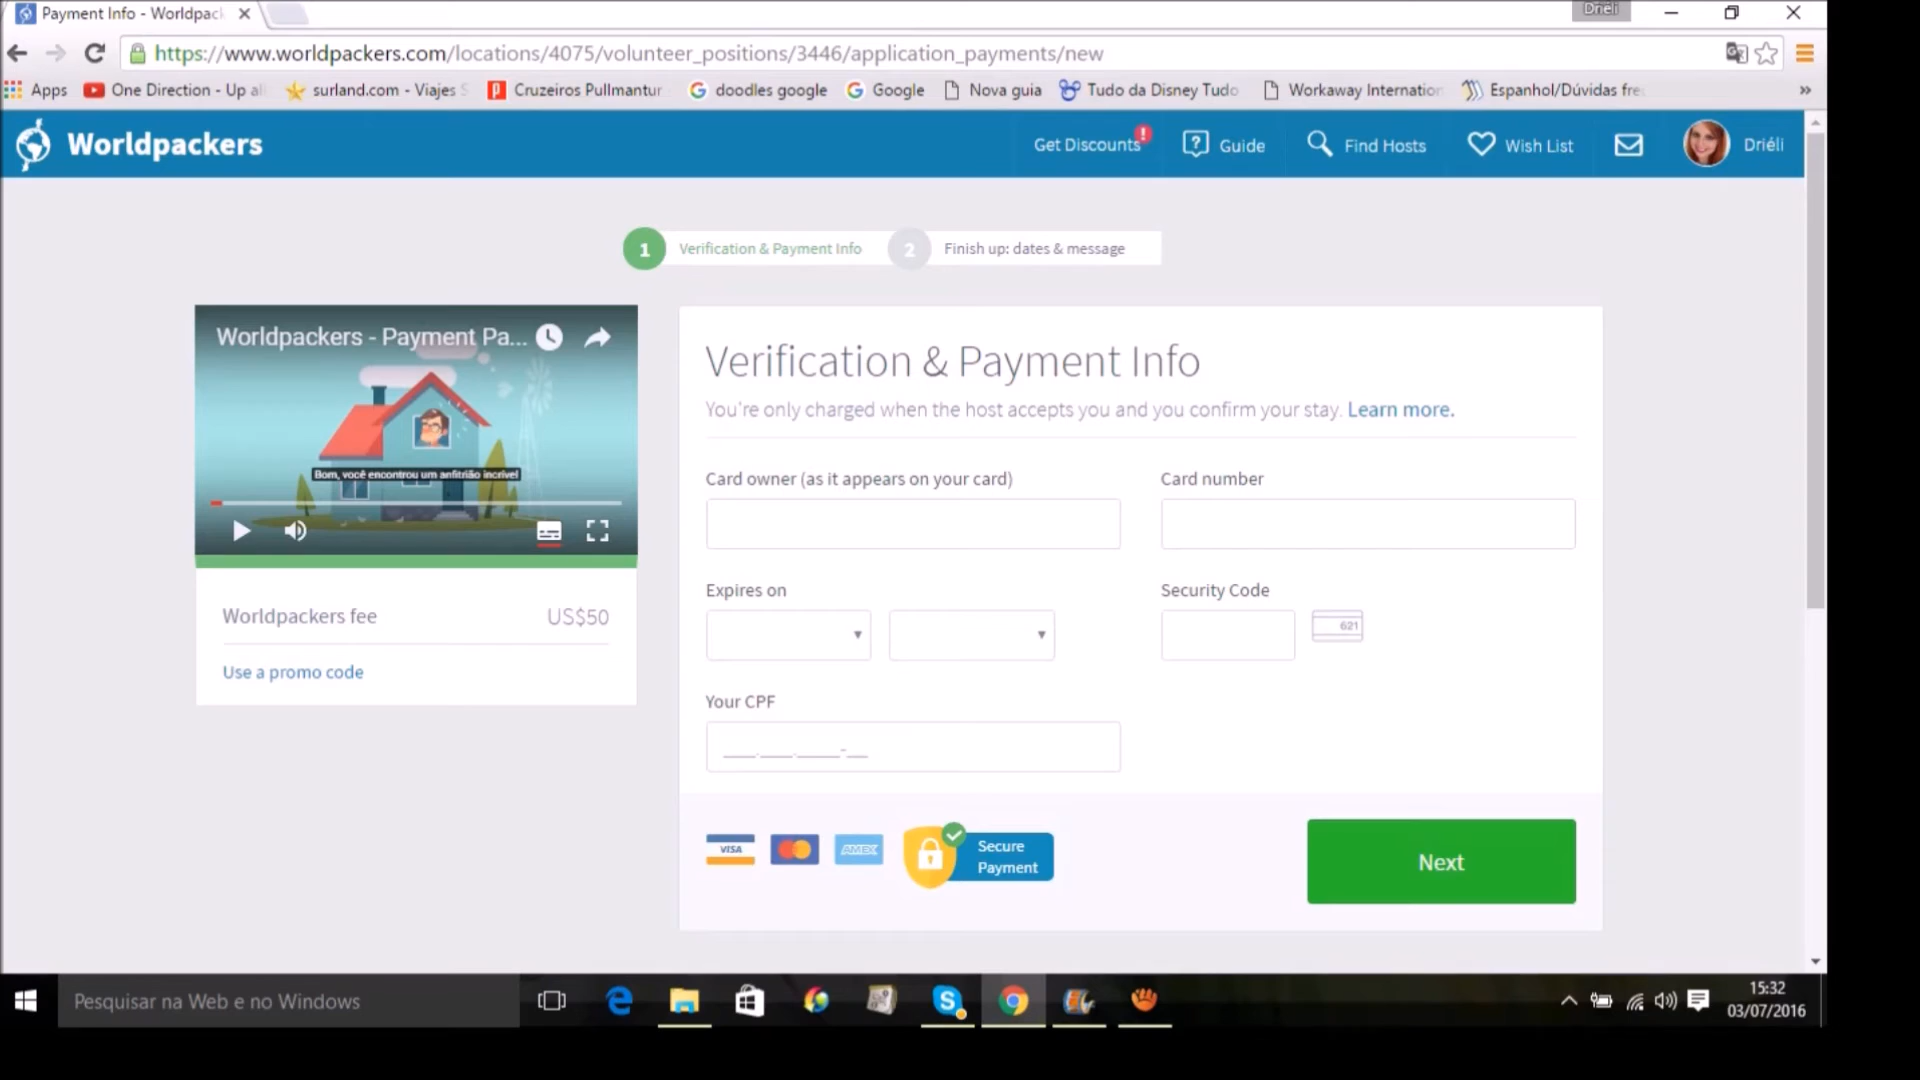 Payment Info - Worldpac
Driéli
https://www.worldpackers.com/locations/4075/volunteer_positions/3446/application_payments/new
Apps One Direction - Up al surland.com - Viajes S Cruzeiros Pullmantur doodles google Google Nova guia Tudo da Disney Tudo Workaway Internation Espanhol/Dúvidas fre »
Worldpackers Get Discounts ! Guide Find Hosts Wish List Driéli
1 Verification & Payment Info 2 Finish up: dates & message
Worldpackers - Payment Pa...
Bom, você encontrou um anfitrião incrível
Worldpackers fee US$50
Use a promo code
Verification & Payment Info
You're only charged when the host accepts you and you confirm your stay. Learn more.
Card owner (as it appears on your card) Card number
Expires on Security Code
621
Your CPF
___.___.____-__
VISA AMEX Secure Payment
Next
Pesquisar na Web e no Windows
15:32
03/07/2016